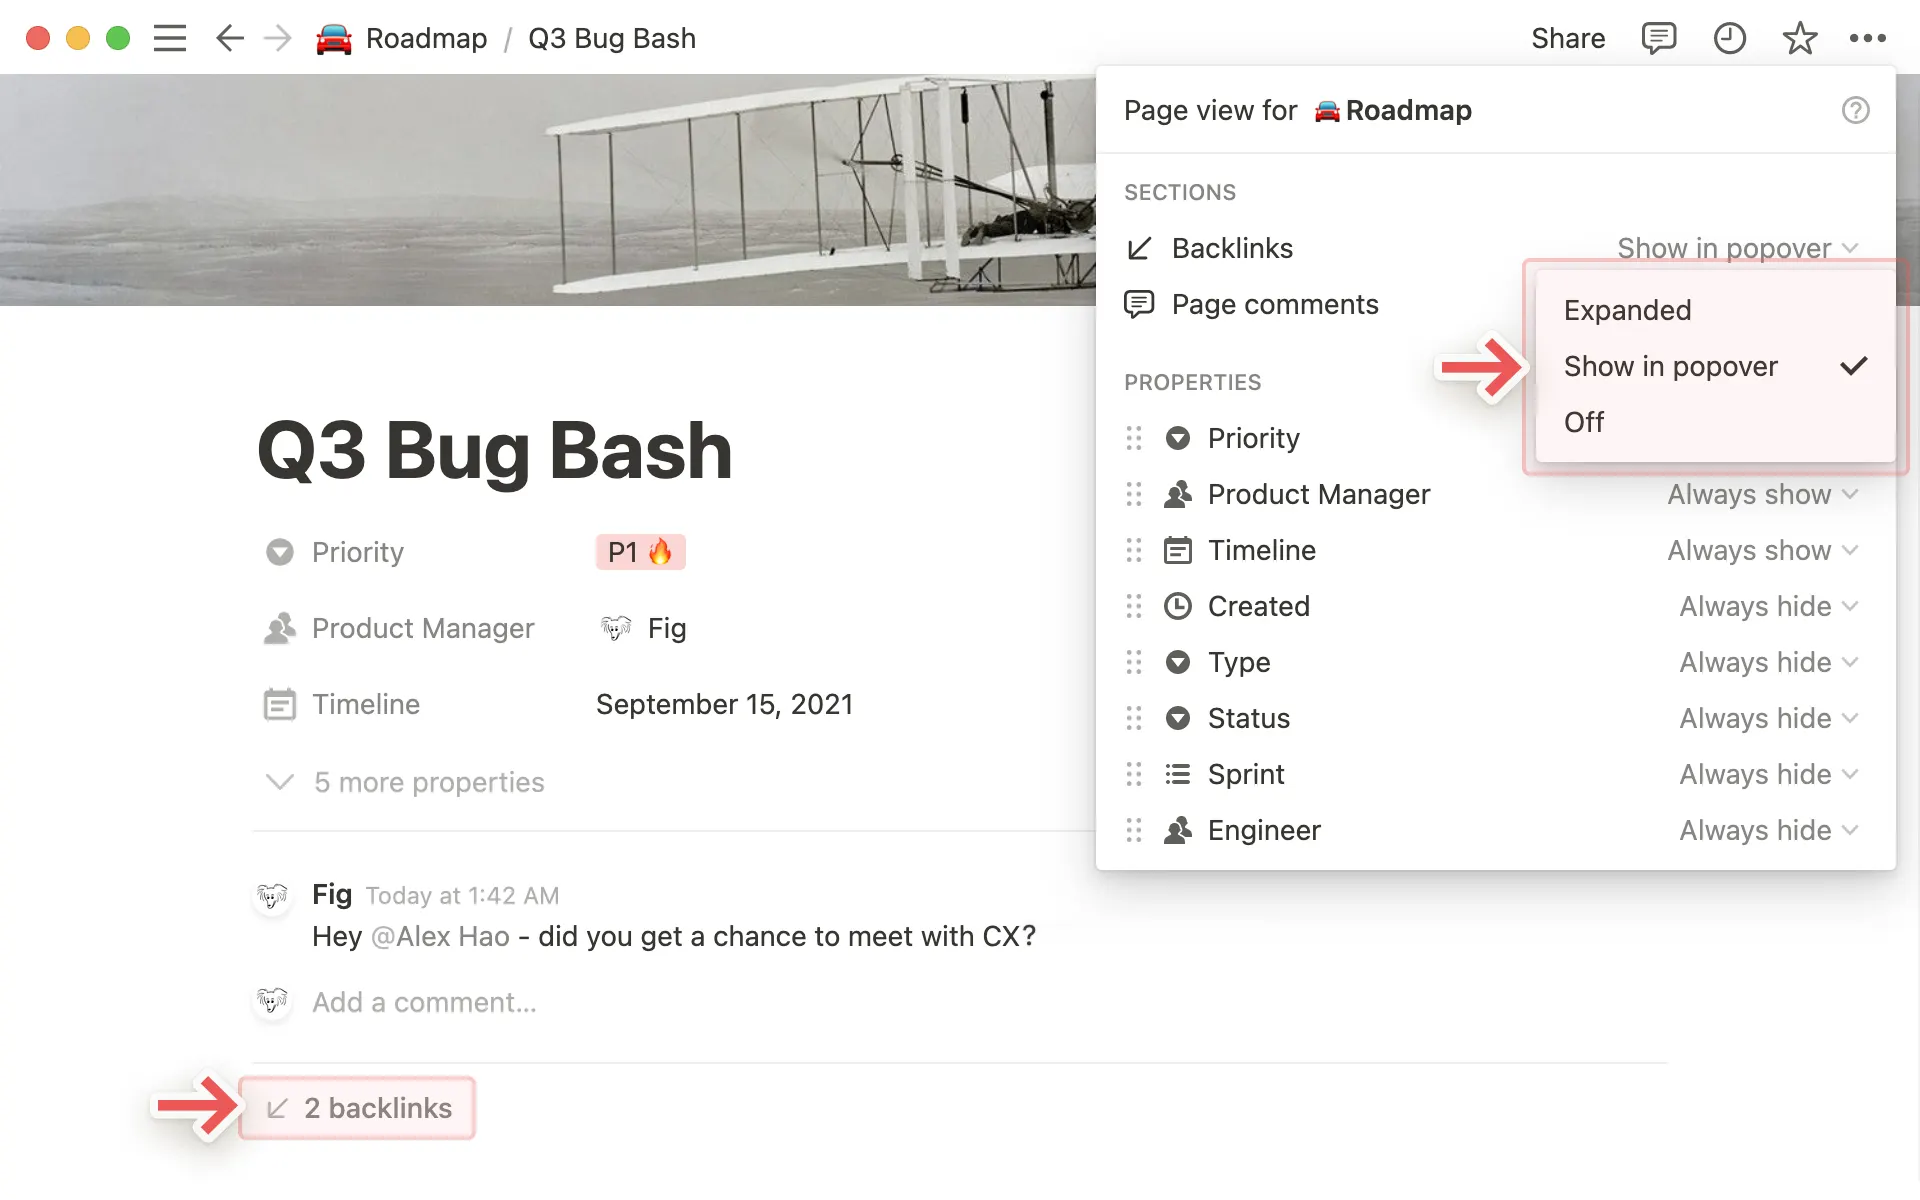 Roadmap / Q3 Bug Bash
Share
Page view for Roadmap
SECTIONS
Backlinks Show in popover
Page comments
Expanded
Show in popover
Off
PROPERTIES
Priority
Product Manager Always show
Timeline Always show
Created Always hide
Type Always hide
Status Always hide
Sprint Always hide
Engineer Always hide
Q3 Bug Bash
Priority P1 🔥
Product Manager Fig
Timeline September 15, 2021
5 more properties
Fig Today at 1:42 AM
Hey @Alex Hao - did you get a chance to meet with CX?
Add a comment...
2 backlinks